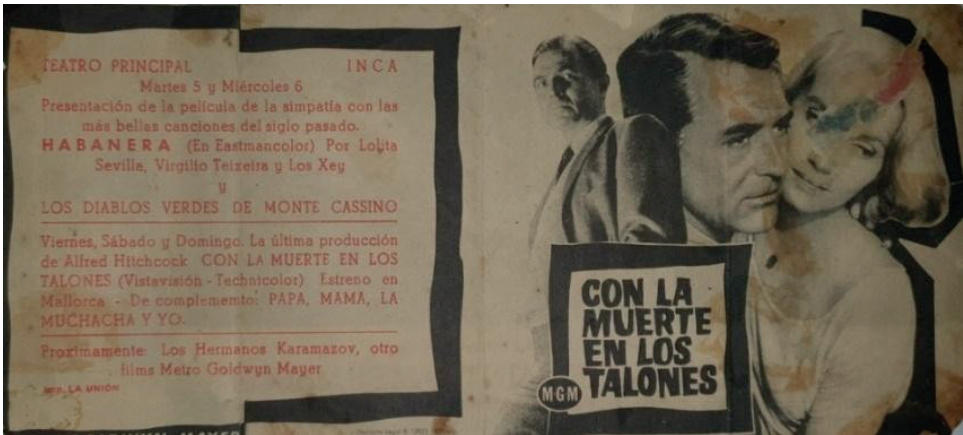 TEATRO PRINCIPAL INCA
Martes 5 y Miércoles 6
Presentación de la película de la simpatía con las
más bellas canciones del siglo pasado.
HABANERA (En Eastmancolor) Por Lolita
Sevilla, Virgilio Teixeira y Los Xey
y
LOS DIABLOS VERDES DE MONTE CASSINO
Viernes, Sábado y Domingo. La última producción
de Alfred Hitchcock CON LA MUERTE EN LOS
TALONES (Vistavisión - Technicolor) Estreno en
Mallorca - De complemento: PAPA, MAMA, LA
MUCHACHA Y YO.
Proximamente: Los Hermanos Karamazov, otro
films Metro Goldwyn Mayer
IMP. LA UNIÓN
MAYER
CON LA
MUERTE
EN LOS
TALONES
MGM